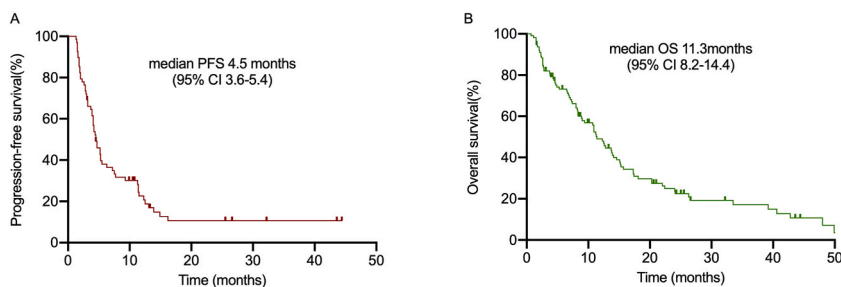 A
median PFS 4.5 months
(95% CI 3.6-5.4)
Progression-free survival(%)
100
80
60
40
20
0
0 10 20 30 40 50
Time (months)
B
median OS 11.3months
(95% CI 8.2-14.4)
Overall survival(%)
100
80
60
40
20
0
0 10 20 30 40 50
Time (months)